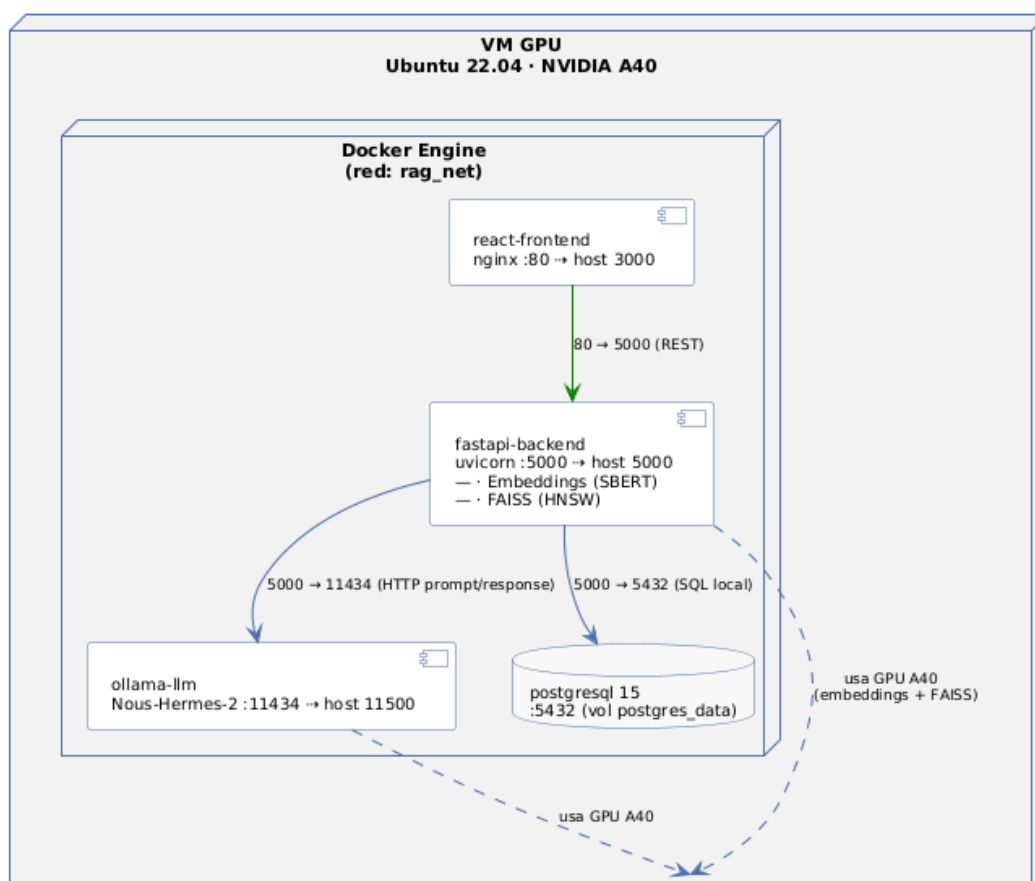 VM GPU
Ubuntu 22.04 · NVIDIA A40
Docker Engine
(red: rag_net)
react-frontend
nginx :80 ⇢ host 3000
80 → 5000 (REST)
fastapi-backend
uvicorn :5000 ⇢ host 5000
— · Embeddings (SBERT)
— · FAISS (HNSW)
5000 → 11434 (HTTP prompt/response)
5000 → 5432 (SQL local)
ollama-llm
Nous-Hermes-2 :11434 ⇢ host 11500
postgresql 15
:5432 (vol postgres_data)
usa GPU A40
(embeddings + FAISS)
usa GPU A40